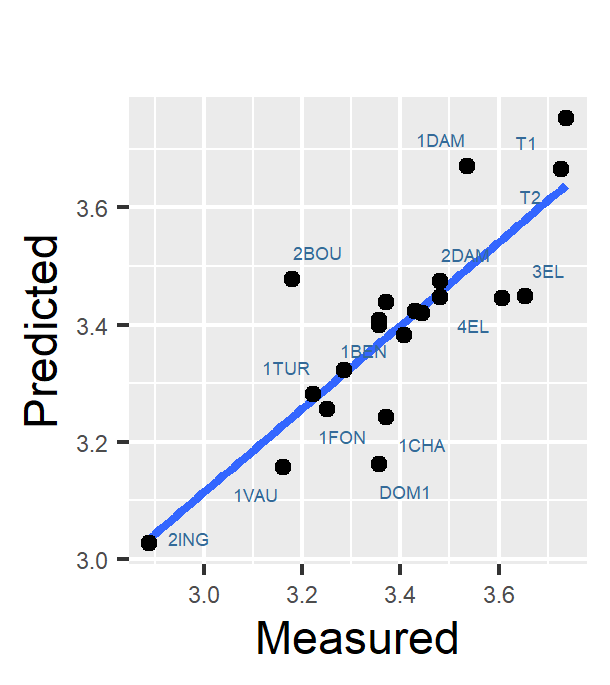 1DAM
T1
T2
2BOU
2DAM
3EL
4EL
1BEN
1TUR
1FON
1CHA
1VAU
DOM1
2ING
3.6
3.4
3.2
3.0
Predicted
3.0 3.2 3.4 3.6
Measured